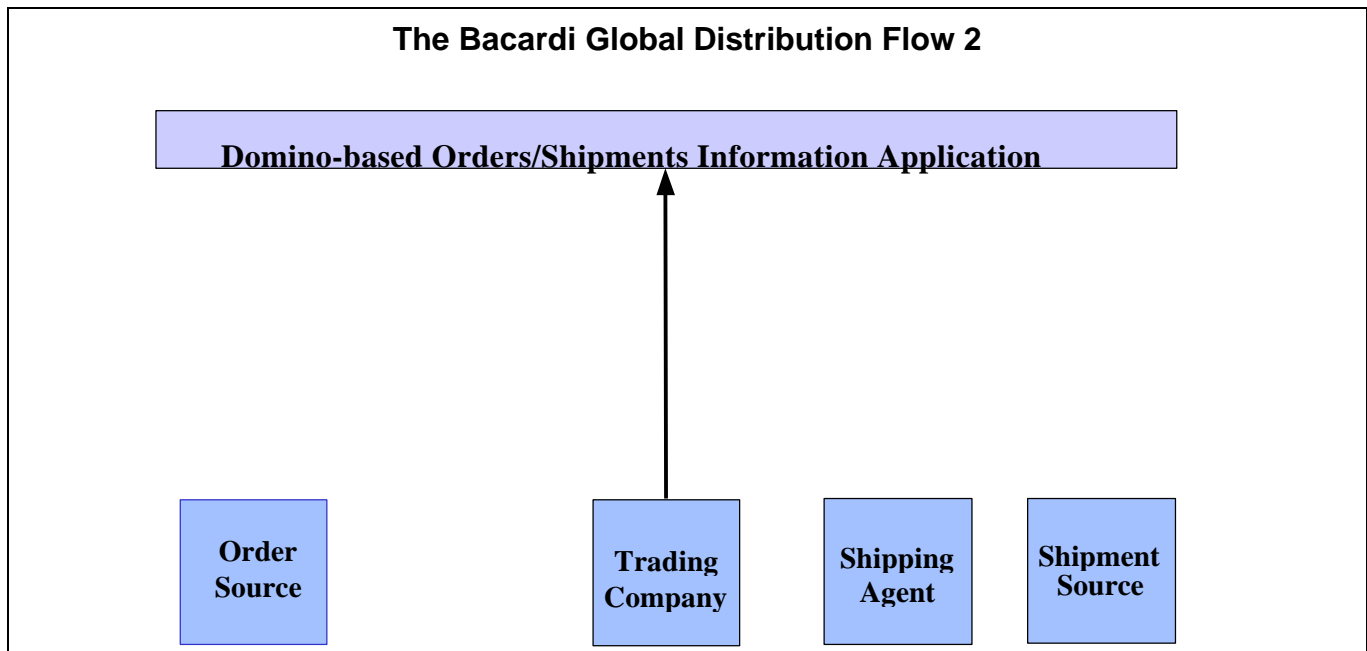 The Bacardi Global Distribution Flow 2
Domino-based Orders/Shipments Information Application
Order
Source
Trading
Company
Shipping
Agent
Shipment
Source